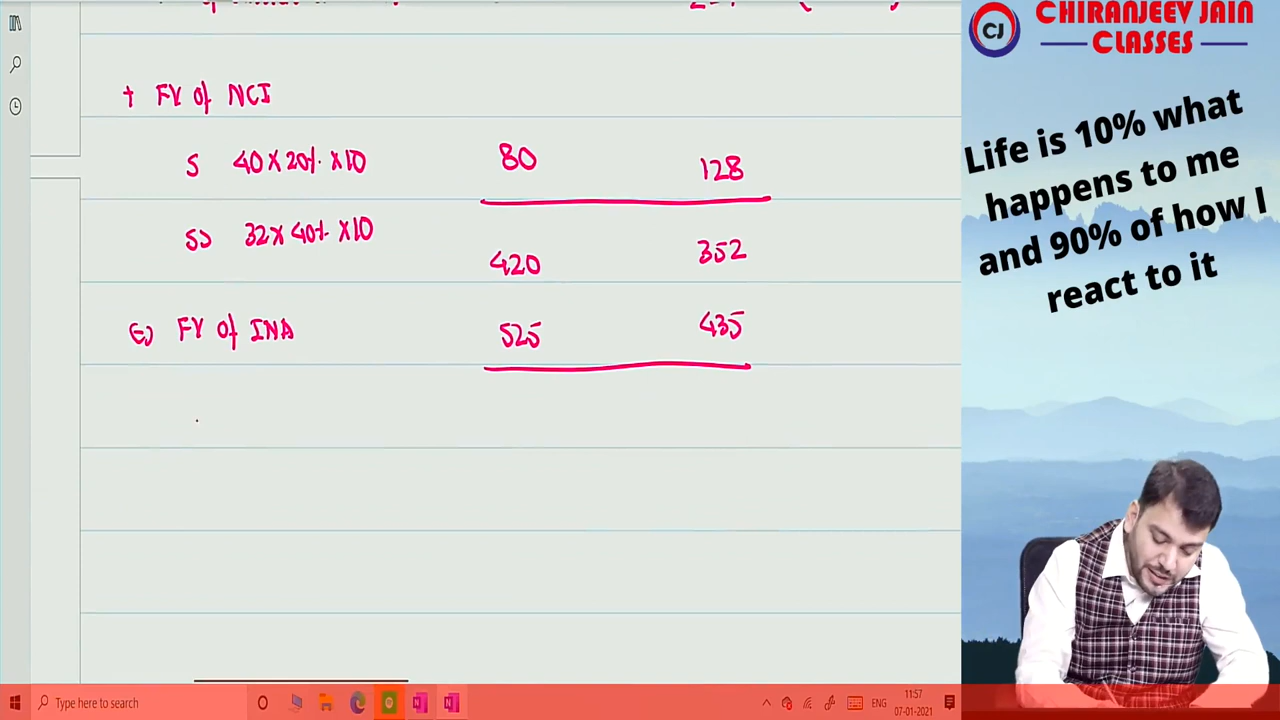 CHIRANJEEV JAIN
CLASSES
CJ
Life is 10% what
happens to me
and 90% of how I
react to it
+ FV of NCI
S 40 X 20% X 10 80 128
SS 32 X 40% X 10
420 352
(-) FV of INA 525 435
Type here to search
ENG
11:57
07-01-2021